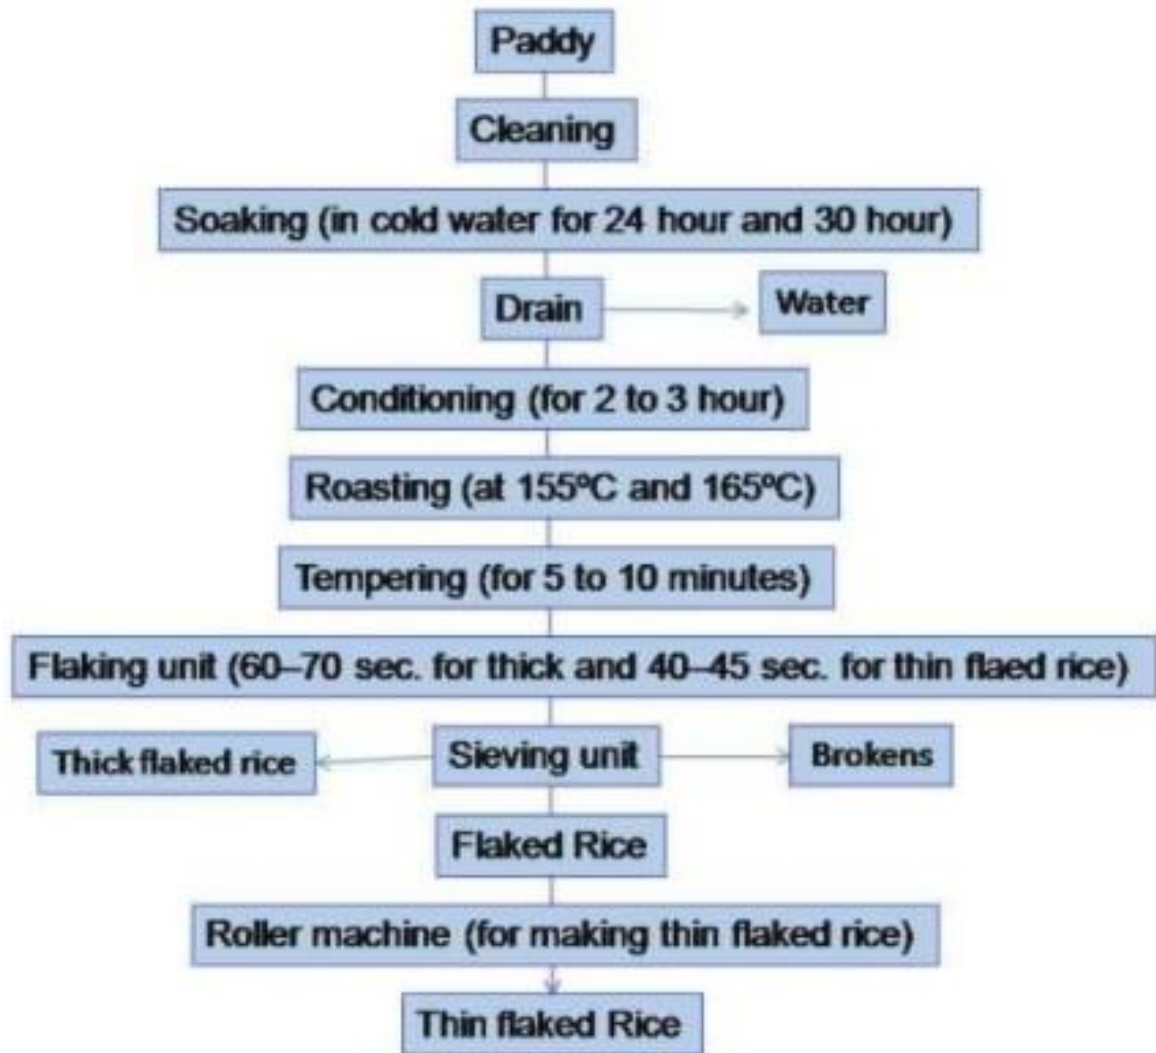 Paddy
Cleaning
Soaking (in cold water for 24 hour and 30 hour)
Drain
Water
Conditioning (for 2 to 3 hour)
Roasting (at 155ºC and 165ºC)
Tempering (for 5 to 10 minutes)
Flaking unit (60–70 sec. for thick and 40–45 sec. for thin flaed rice)
Thick flaked rice
Sieving unit
Brokens
Flaked Rice
Roller machine (for making thin flaked rice)
Thin flaked Rice